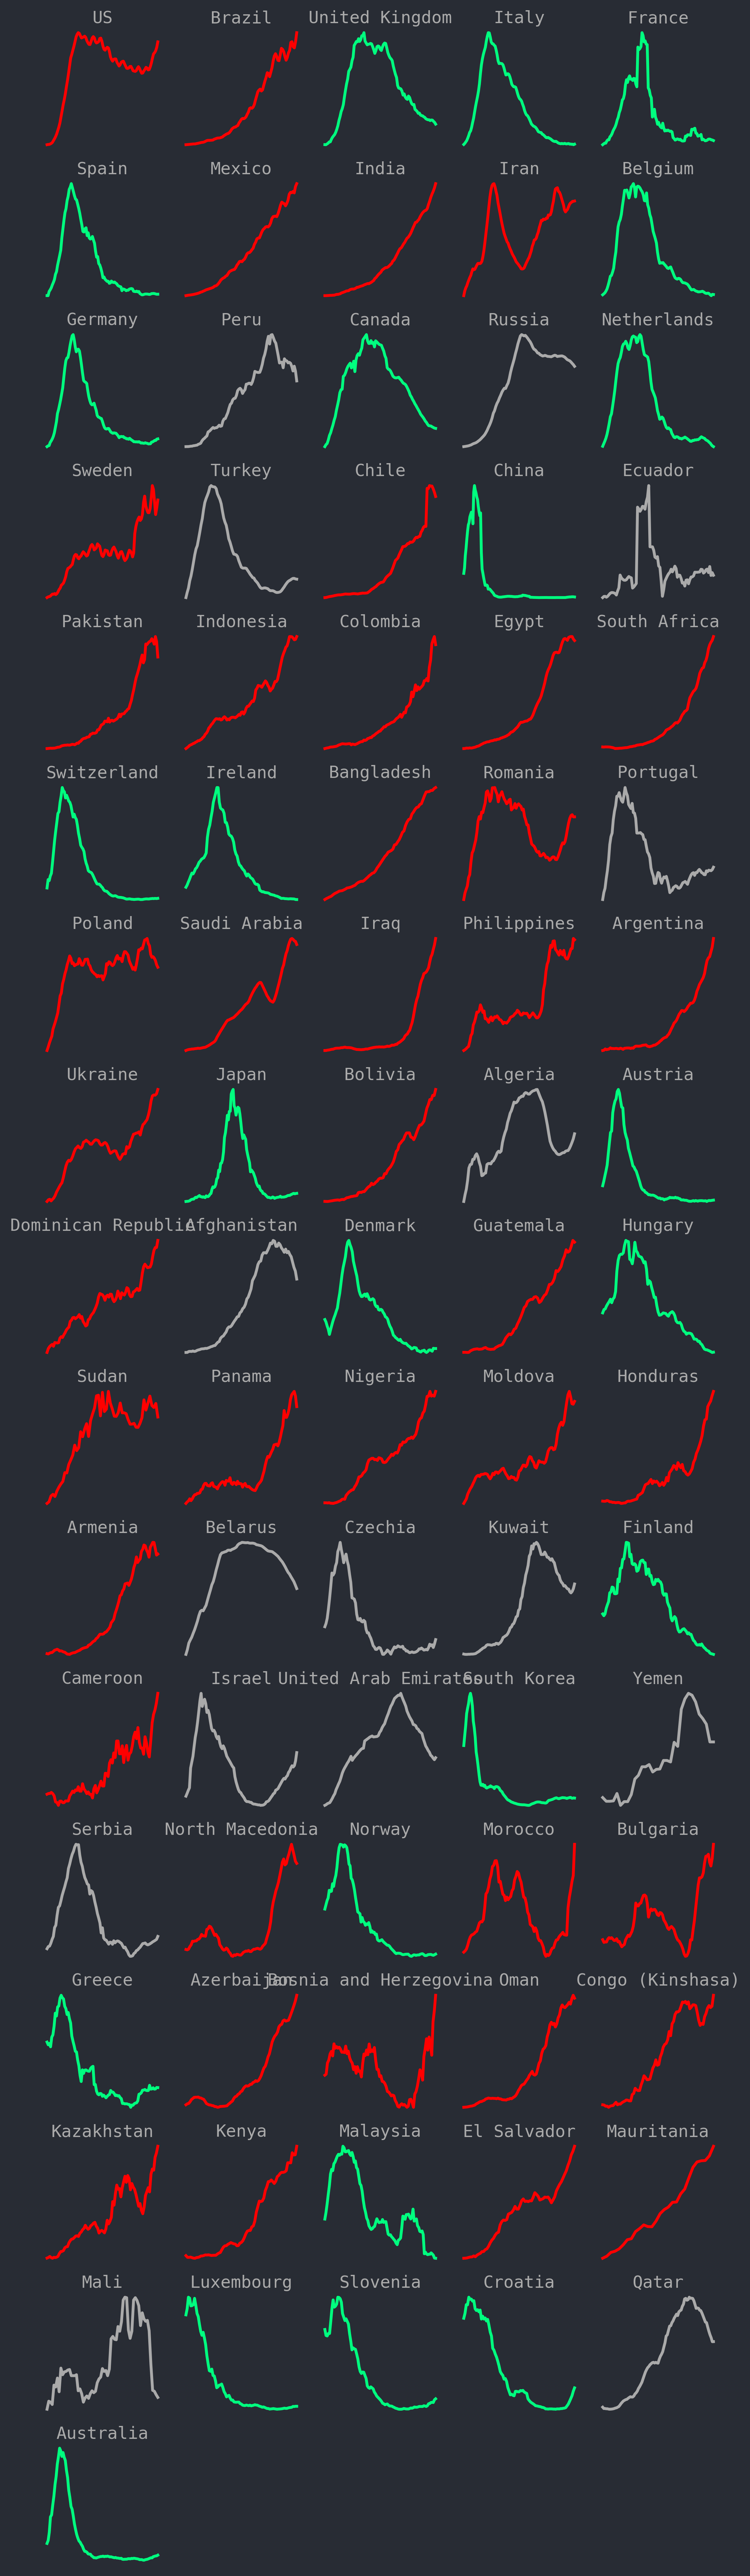 US Brazil United Kingdom Italy France
Spain Mexico India Iran Belgium
Germany Peru Canada Russia Netherlands
Sweden Turkey Chile China Ecuador
Pakistan Indonesia Colombia Egypt South Africa
Switzerland Ireland Bangladesh Romania Portugal
Poland Saudi Arabia Iraq Philippines Argentina
Ukraine Japan Bolivia Algeria Austria
Dominican Republic Afghanistan Denmark Guatemala Hungary
Sudan Panama Nigeria Moldova Honduras
Armenia Belarus Czechia Kuwait Finland
Cameroon Israel United Arab Emirates South Korea Yemen
Serbia North Macedonia Norway Morocco Bulgaria
Greece Azerbaijan Bosnia and Herzegovina Oman Congo (Kinshasa)
Kazakhstan Kenya Malaysia El Salvador Mauritania
Mali Luxembourg Slovenia Croatia Qatar
Australia